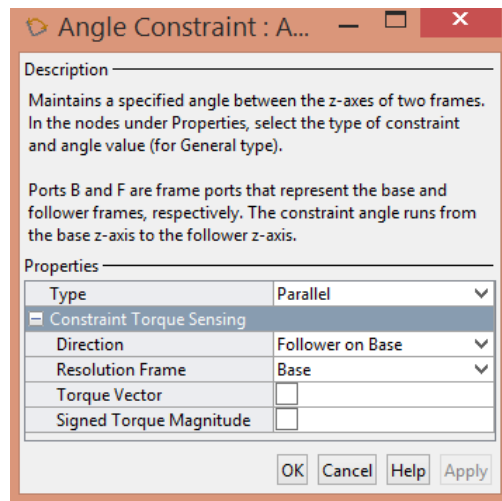 Angle Constraint : A...
Description
Maintains a specified angle between the z-axes of two frames.
In the nodes under Properties, select the type of constraint
and angle value (for General type).
Ports B and F are frame ports that represent the base and
follower frames, respectively. The constraint angle runs from
the base z-axis to the follower z-axis.
Properties
Type Parallel
Constraint Torque Sensing
Direction Follower on Base
Resolution Frame Base
Torque Vector
Signed Torque Magnitude
OK Cancel Help Apply